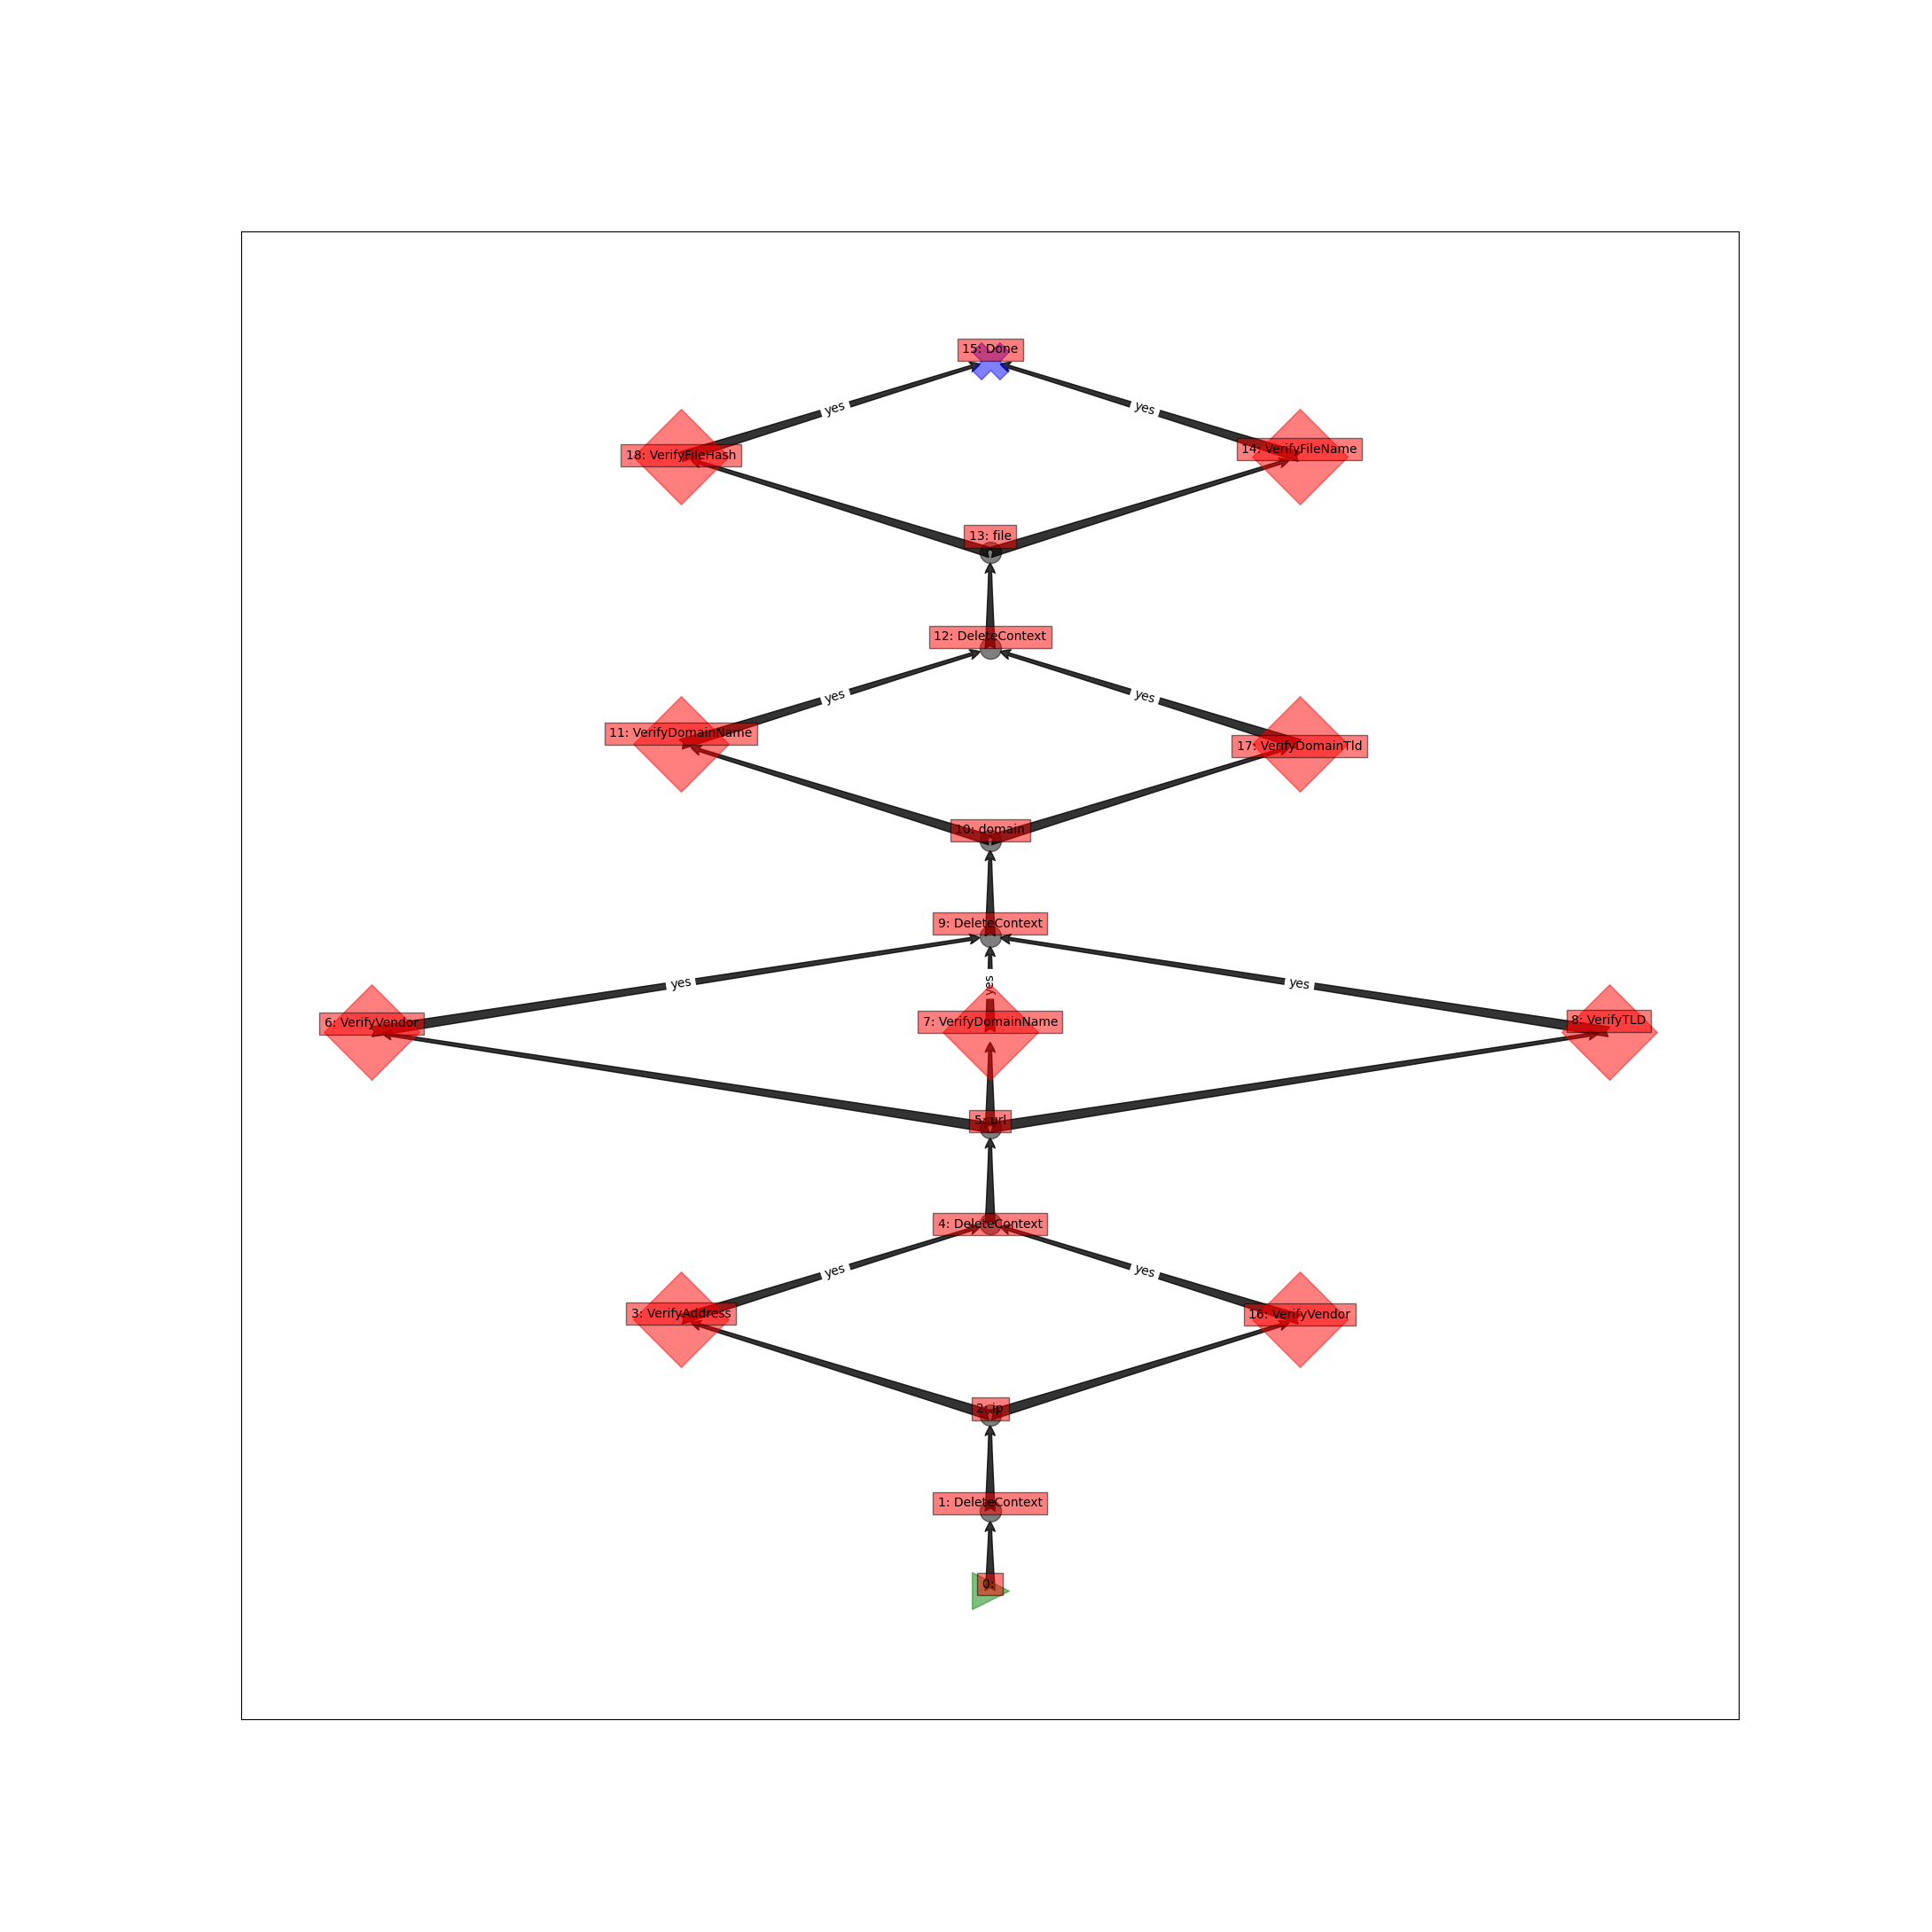 15: Done
yes
yes
18: VerifyFileHash
14: VerifyFileName
13: file
12: DeleteContext
yes
yes
11: VerifyDomainName
17: VerifyDomainTld
10: domain
9: DeleteContext
yes
yes
yes
6: VerifyVendor
7: VerifyDomainName
8: VerifyTLD
5: url
4: DeleteContext
yes
yes
3: VerifyAddress
16: VerifyVendor
2: ip
1: DeleteContext
0: